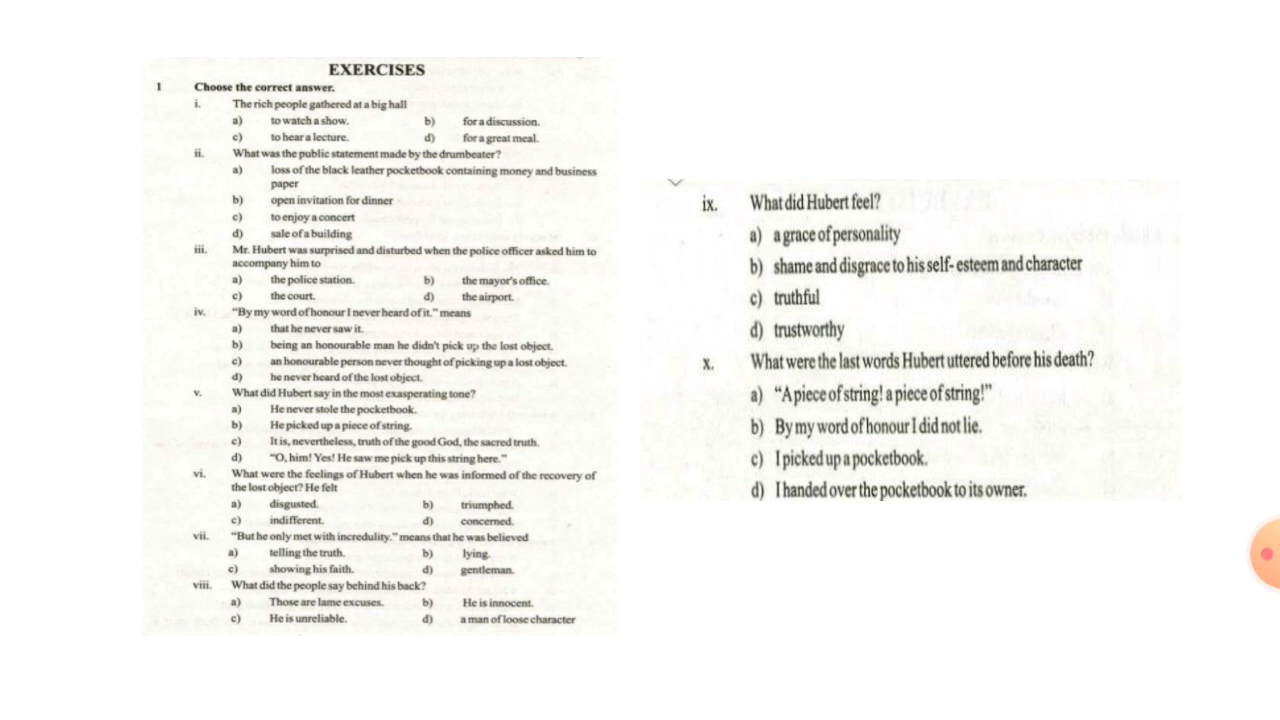 EXERCISES
1 Choose the correct answer.
i. The rich people gathered at a big hall
a) to watch a show. b) for a discussion.
c) to hear a lecture. d) for a great meal.
ii. What was the public statement made by the drumbeater?
a) loss of the black leather pocketbook containing money and business
paper
b) open invitation for dinner
c) to enjoy a concert
d) sale of a building
iii. Mr. Hubert was surprised and disturbed when the police officer asked him to
accompany him to
a) the police station. b) the mayor's office.
c) the court. d) the airport.
iv. "By my word of honour I never heard of it." means
a) that he never saw it.
b) being an honourable man he didn't pick up the lost object.
c) an honourable person never thought of picking up a lost object.
d) he never heard of the lost object.
v. What did Hubert say in the most exasperating tone?
a) He never stole the pocketbook.
b) He picked up a piece of string.
c) It is, nevertheless, truth of the good God, the sacred truth.
d) "O, him! Yes! He saw me pick up this string here."
vi. What were the feelings of Hubert when he was informed of the recovery of
the lost object? He felt
a) disgusted. b) triumphed.
c) indifferent. d) concerned.
vii. "But he only met with incredulity." means that he was believed
a) telling the truth. b) lying.
c) showing his faith. d) gentleman.
viii. What did the people say behind his back?
a) Those are lame excuses. b) He is innocent.
c) He is unreliable. d) a man of loose character
ix. What did Hubert feel?
a) a grace of personality
b) shame and disgrace to his self- esteem and character
c) truthful
d) trustworthy
x. What were the last words Hubert uttered before his death?
a) "A piece of string! a piece of string!"
b) By my word of honour I did not lie.
c) I picked up a pocketbook.
d) I handed over the pocketbook to its owner.